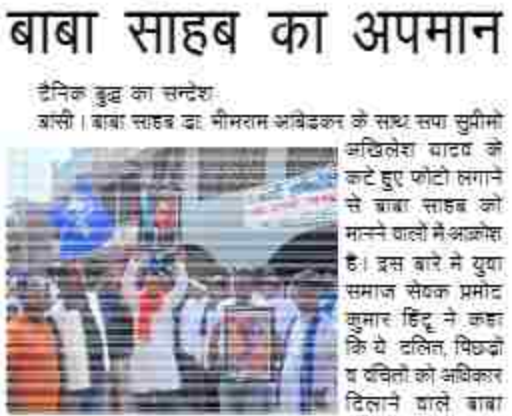 बाबा साहब का अपमान
दैनिक बुद्ध का सन्देश
बांसी। बाबा साहब डा. भीमराम आंबेडकर के साथ सपा सुप्रीमो
अखिलेश यादव के
कटे हुए फोटो लगाने
से बाबा साहब को
मानने वालों में आक्रोश
है। इस बारे में युवा
समाज सेवक प्रमोद
कुमार हिंदू ने कहा
कि ये दलित, पिछड़ों
व वंचितों को अधिकार
दिलाने वाले बाबा